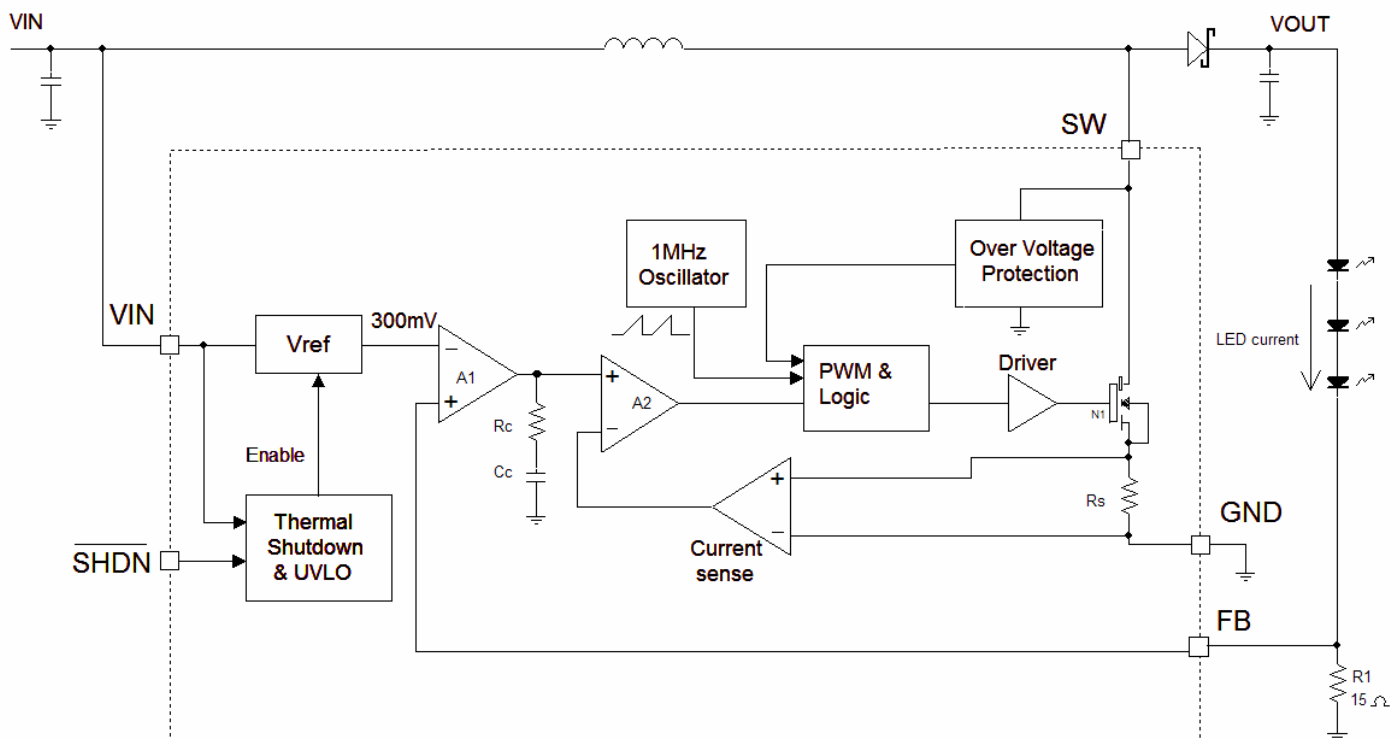 VIN
VOUT
SW
1MHz
Oscillator
Over Voltage
Protection
VIN
Vref
300mV
−
A1
+
+
A2
−
PWM &
Logic
Driver
N1
LED current
Rc
Cc
Enable
Thermal
Shutdown
& UVLO
SHDN
+
−
Current
sense
Rs
GND
FB
R1
15 Ω